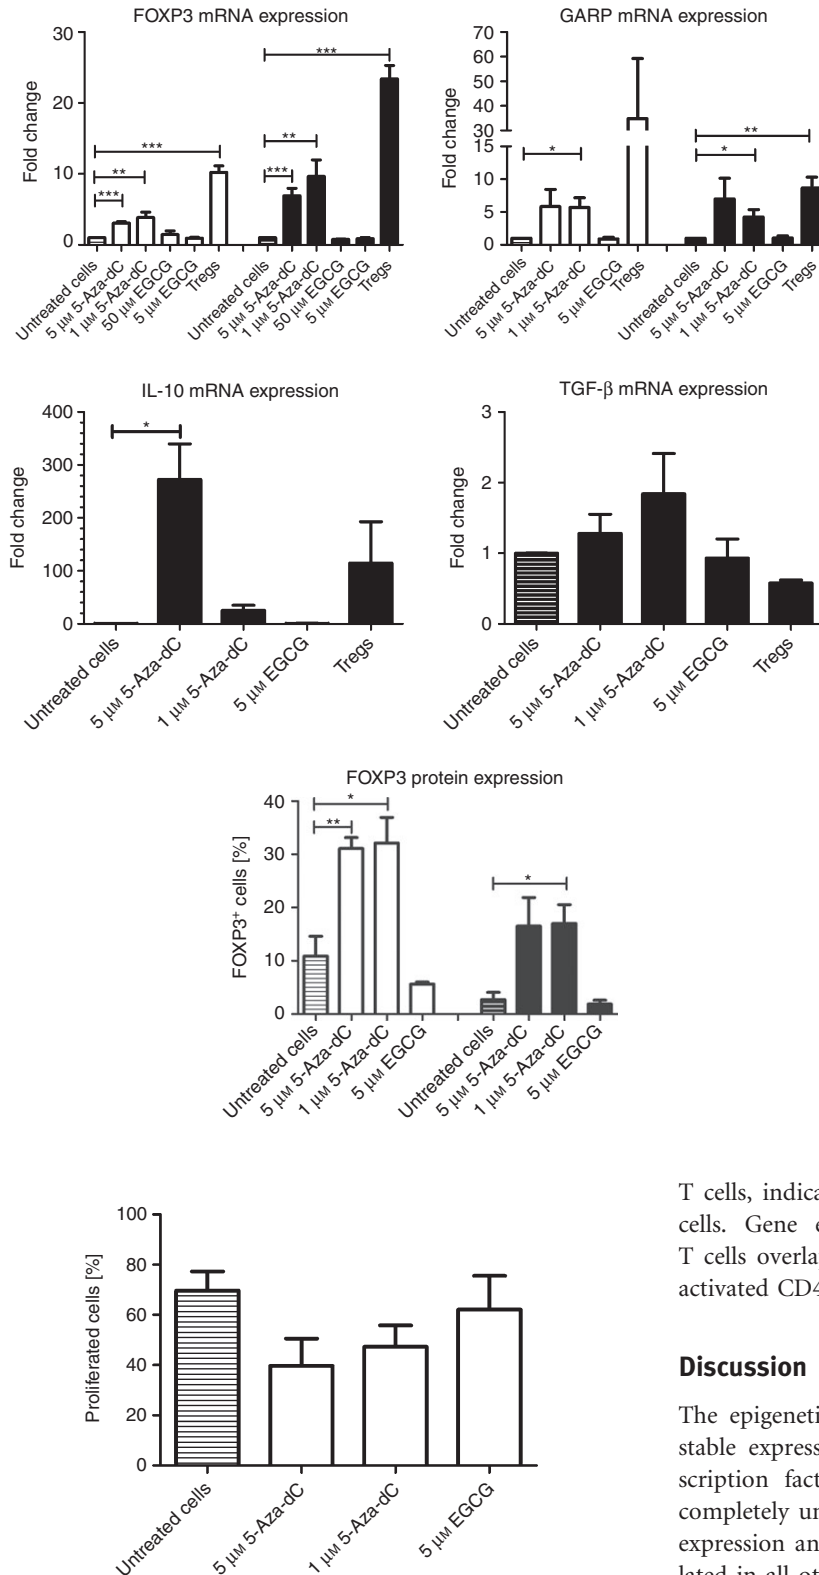 FOXP3 mRNA expression
30
20
10
0
Fold change
***
**
***
***
**
***
Untreated cells
5 µM 5-Aza-dC
1 µM 5-Aza-dC
50 µM EGCG
5 µM EGCG
Tregs
Untreated cells
5 µM 5-Aza-dC
1 µM 5-Aza-dC
50 µM EGCG
5 µM EGCG
Tregs
GARP mRNA expression
70
60
50
40
30
15
10
5
0
Fold change
*
**
*
Untreated cells
5 µM 5-Aza-dC
1 µM 5-Aza-dC
5 µM EGCG
Tregs
Untreated cells
5 µM 5-Aza-dC
1 µM 5-Aza-dC
5 µM EGCG
Tregs
IL-10 mRNA expression
400
300
200
100
0
Fold change
*
Untreated cells
5 µM 5-Aza-dC
1 µM 5-Aza-dC
5 µM EGCG
Tregs
TGF-β mRNA expression
3
2
1
0
Fold change
Untreated cells
5 µM 5-Aza-dC
1 µM 5-Aza-dC
5 µM EGCG
Tregs
FOXP3 protein expression
40
30
20
10
0
FOXP3⁺ cells [%]
*
**
*
Untreated cells
5 µM 5-Aza-dC
1 µM 5-Aza-dC
5 µM EGCG
Untreated cells
5 µM 5-Aza-dC
1 µM 5-Aza-dC
5 µM EGCG
100
80
60
40
20
0
Proliferated cells [%]
Untreated cells
5 µM 5-Aza-dC
1 µM 5-Aza-dC
5 µM EGCG
T cells, indica
cells. Gene e
T cells overla
activated CD4
Discussion
The epigeneti
stable express
scription fact
completely un
expression an
lated in all ot